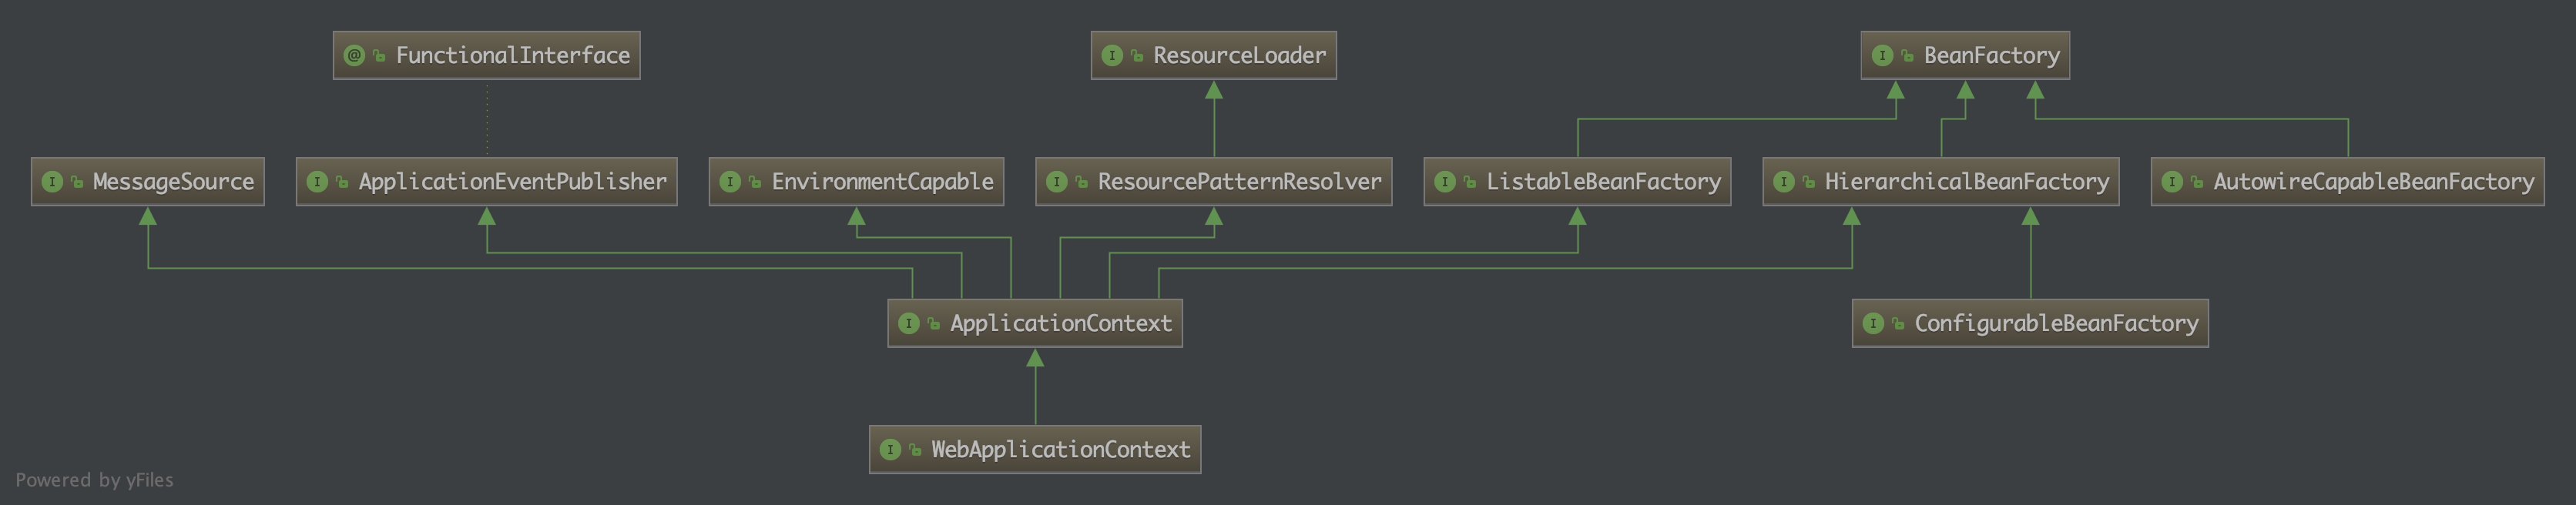 @ FunctionalInterface
I ResourceLoader
I BeanFactory
I MessageSource
I ApplicationEventPublisher
I EnvironmentCapable
I ResourcePatternResolver
I ListableBeanFactory
I HierarchicalBeanFactory
I AutowireCapableBeanFactory
I ApplicationContext
I ConfigurableBeanFactory
I WebApplicationContext
Powered by yFiles